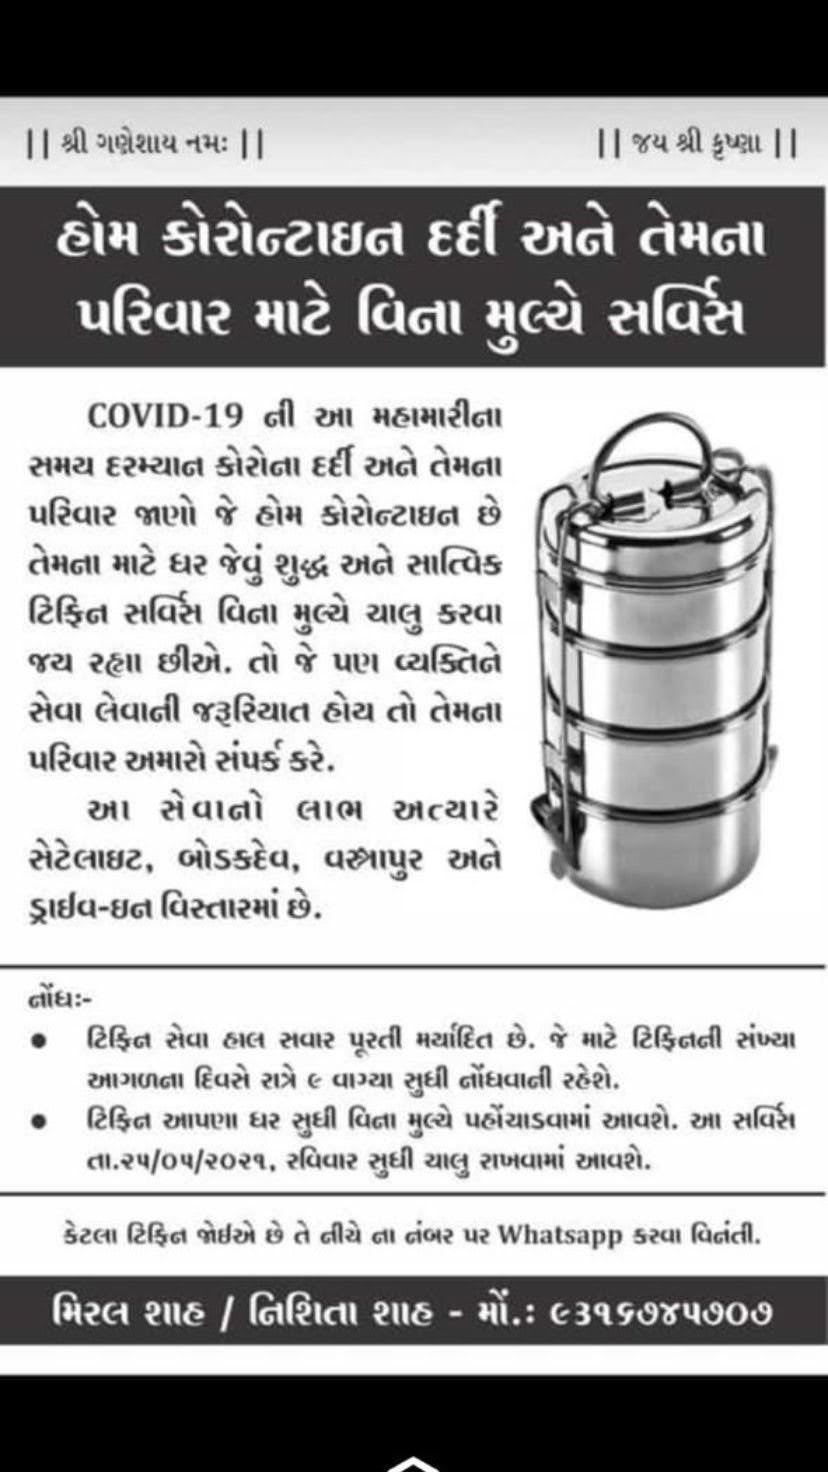 || શ્રી ગણેશાય નમઃ ||
|| જય શ્રી કૃષ્ણા ||
હોમ કોરોન્ટાઇન દર્દી અને તેમના
પરિવાર માટે વિના મુલ્યે સર્વિસ
COVID-19 ની આ મહામારીના
સમય દરમ્યાન કોરોના દર્દી અને તેમના
પરિવાર જાણો જે હોમ કોરોન્ટાઇન છે
તેમના માટે ઘર જેવું શુદ્ધ અને સાત્વિક
ટિફિન સર્વિસ વિના મુલ્યે ચાલુ કરવા
જય રહ્યા છીએ. તો જે પણ વ્યક્તિને
સેવા લેવાની જરૂરિયાત હોય તો તેમના
પરિવાર અમારો સંપર્ક કરે.
આ સેવાનો લાભ અત્યારે
સેટેલાઇટ, બોડકદેવ, વસ્ત્રાપુર અને
ડ્રાઈવ-ઇન વિસ્તારમાં છે.
નોંધઃ-
• ટિફિન સેવા હાલ સવાર પૂરતી મર્યાદિત છે. જે માટે ટિફિનની સંખ્યા
આગળના દિવસે રાત્રે ૯ વાગ્યા સુધી નોંધવાની રહેશે.
• ટિફિન આપણા ઘર સુધી વિના મુલ્યે પહોંચાડવામાં આવશે. આ સર્વિસ
તા.૨૫/૦૫/૨૦૨૧, રવિવાર સુધી ચાલુ રાખવામાં આવશે.
કેટલા ટિફિન જોઈએ છે તે નીચે ના નંબર પર Whatsapp કરવા વિનંતી.
મિરલ શાહ / નિશિતા શાહ - મોં.: ૯૩૧૬૭૪૫૭૦૭